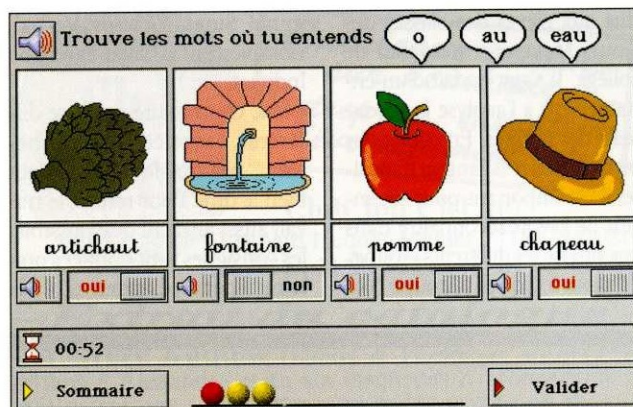 Trouve les mots où tu entends o au eau
artichaut fontaine pomme chapeau
oui non oui oui
00:52
Sommaire Valider